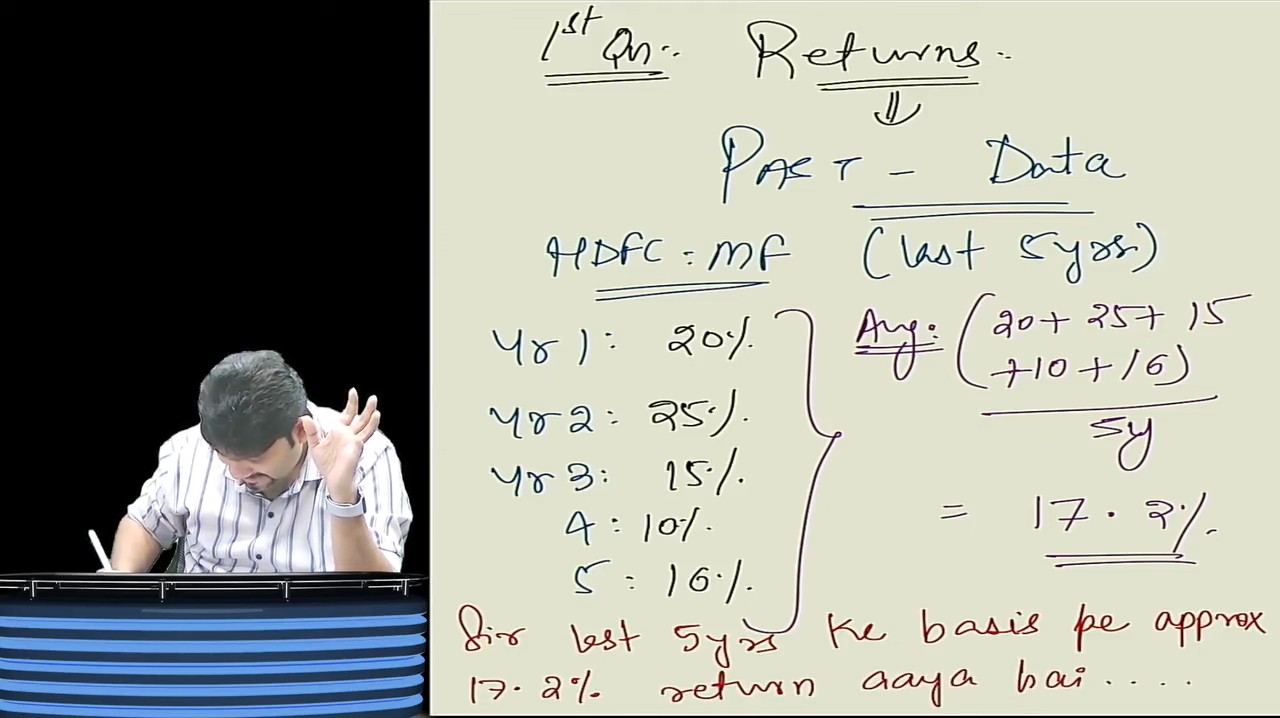 1st Qn:. Returns:-
PAST - Data
HDFC : MF (last 5yrs)
Yr 1 : 20%.
Yr 2 : 25%.
Yr 3 : 15%.
4 : 10%.
5 : 16%.
Avg: (20+ 25+ 15
+10 +16)
5y
= 17.2%.
Sir last 5yrs ke basis pe approx
17.2% return aaya hai ....